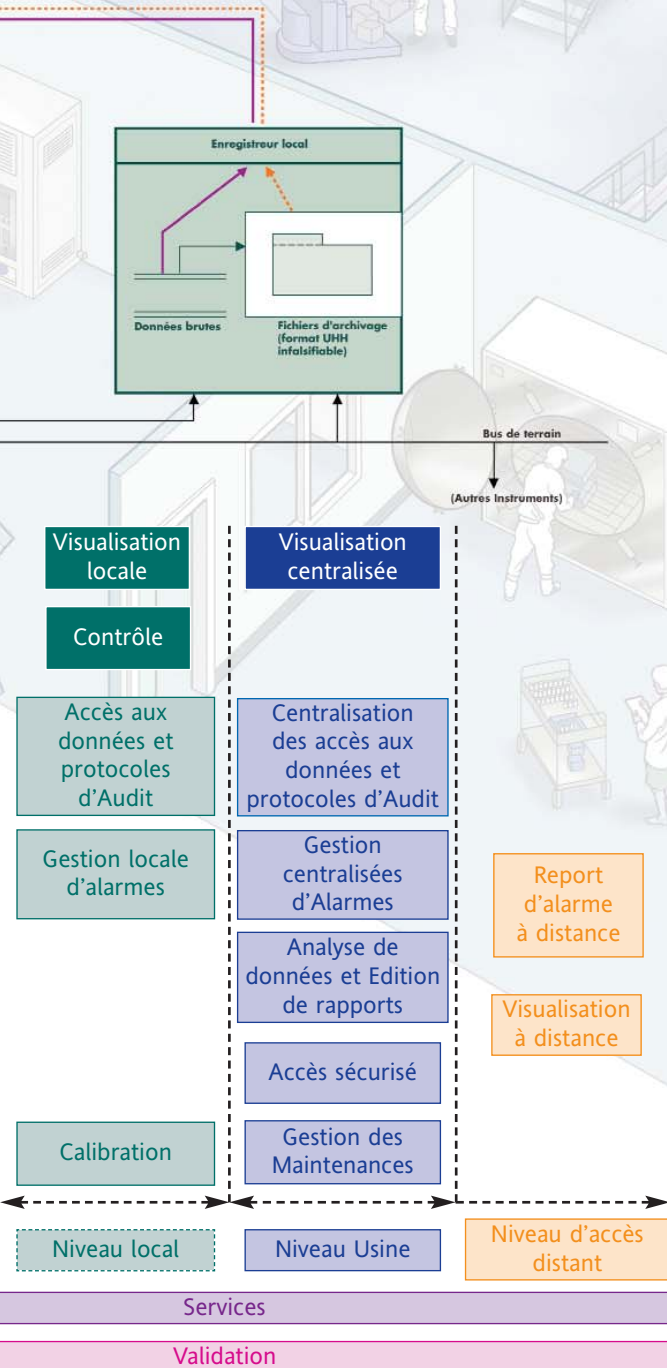 Enregistreur local
Données brutes
Fichiers d'archivage
(format UHH
infalsifiable)
Bus de terrain
(Autres Instruments)
Visualisation
locale
Contrôle
Accès aux
données et
protocoles
d'Audit
Gestion locale
d'alarmes
Calibration
Niveau local
Visualisation
centralisée
Centralisation
des accès aux
données et
protocoles d'Audit
Gestion
centralisées
d'Alarmes
Analyse de
données et Edition
de rapports
Accès sécurisé
Gestion des
Maintenances
Niveau Usine
Report
d'alarme
à distance
Visualisation
à distance
Niveau d'accès
distant
Services
Validation